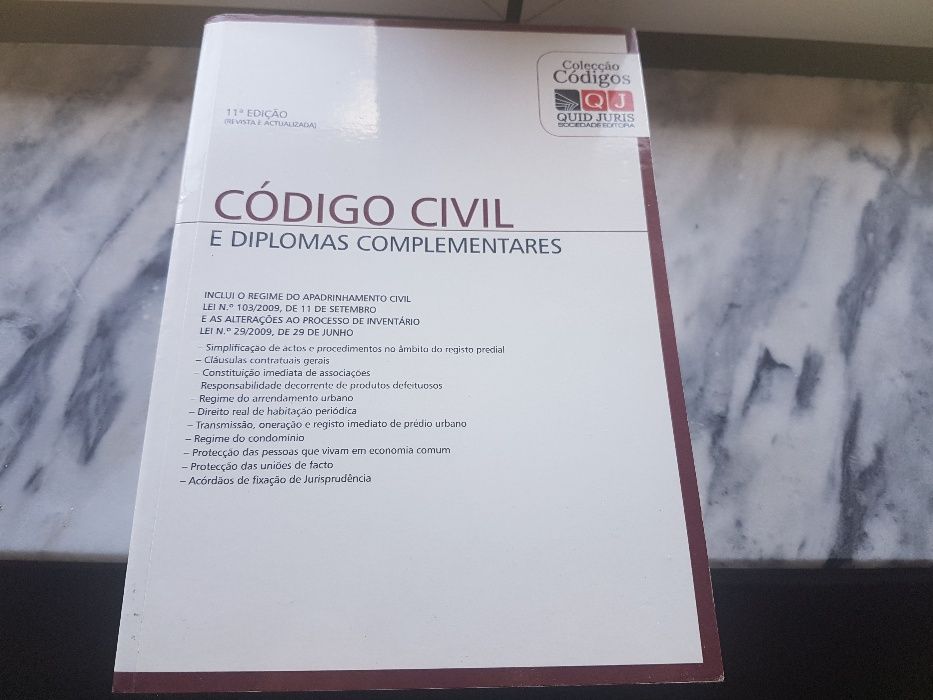 Colecção
Códigos
QJ
QUID JURIS
SOCIEDADE EDITORA
11ª EDIÇÃO
(REVISTA E ACTUALIZADA)
CÓDIGO CIVIL
E DIPLOMAS COMPLEMENTARES
INCLUI O REGIME DO APADRINHAMENTO CIVIL
LEI N.º 103/2009, DE 11 DE SETEMBRO
E AS ALTERAÇÕES AO PROCESSO DE INVENTÁRIO
LEI N.º 29/2009, DE 29 DE JUNHO
– Simplificação de actos e procedimentos no âmbito do registo predial
– Cláusulas contratuais gerais
– Constituição imediata de associações
Responsabilidade decorrente de produtos defeituosos
– Regime do arrendamento urbano
– Direito real de habitação periódica
– Transmissão, oneração e registo imediato de prédio urbano
– Regime do condomínio
– Protecção das pessoas que vivam em economia comum
– Protecção das uniões de facto
– Acórdãos de fixação de Jurisprudência